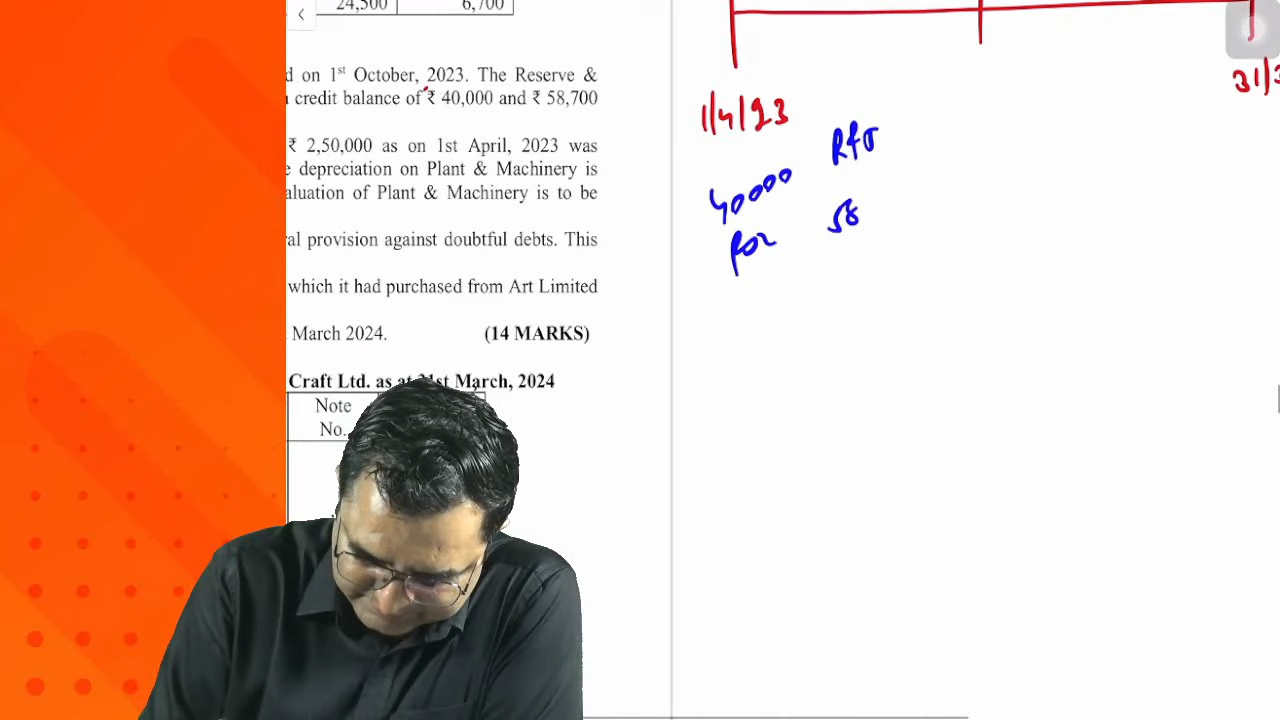 24,500 6,700
d on 1st October, 2023. The Reserve &
credit balance of ₹ 40,000 and ₹ 58,700
₹ 2,50,000 as on 1st April, 2023 was
e depreciation on Plant & Machinery is
aluation of Plant & Machinery is to be
ral provision against doubtful debts. This
which it had purchased from Art Limited
March 2024. (14 MARKS)
Craft Ltd. as at 31st March, 2024
Note
No.
1/4/23
31/3
40000 R&S
58